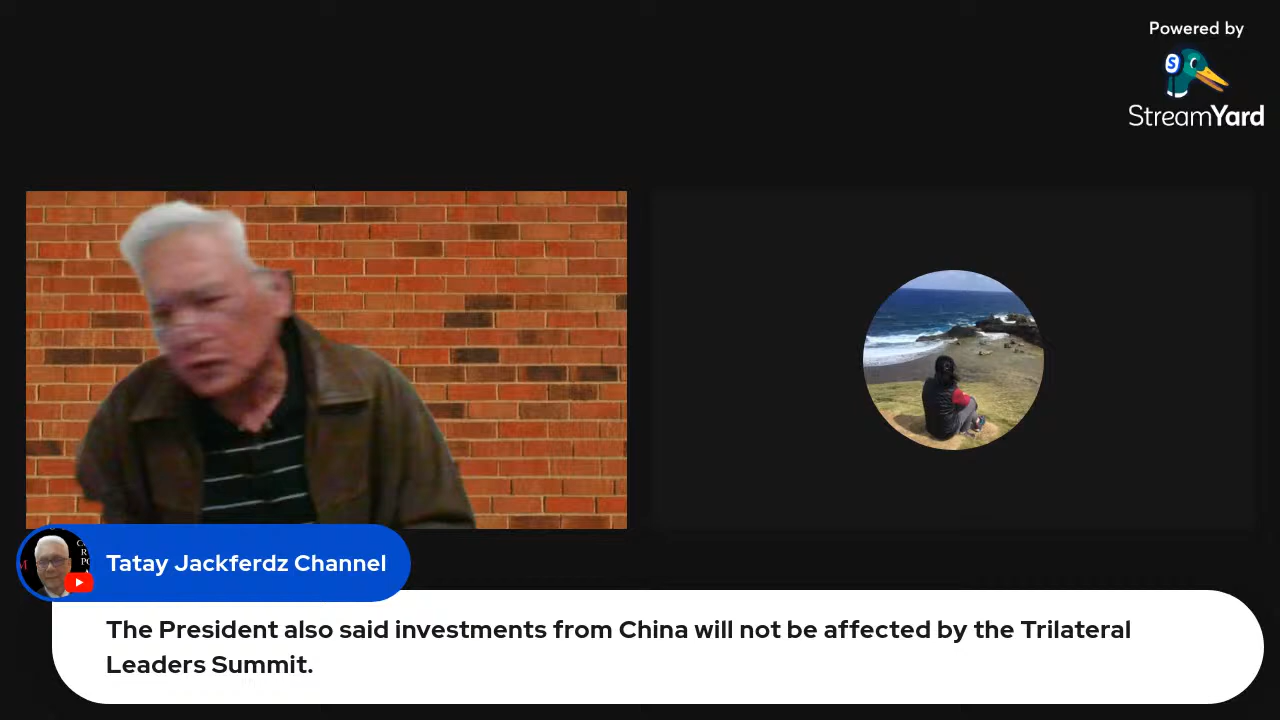 Powered by
S
StreamYard
Tatay Jackferdz Channel
The President also said investments from China will not be affected by the Trilateral
Leaders Summit.